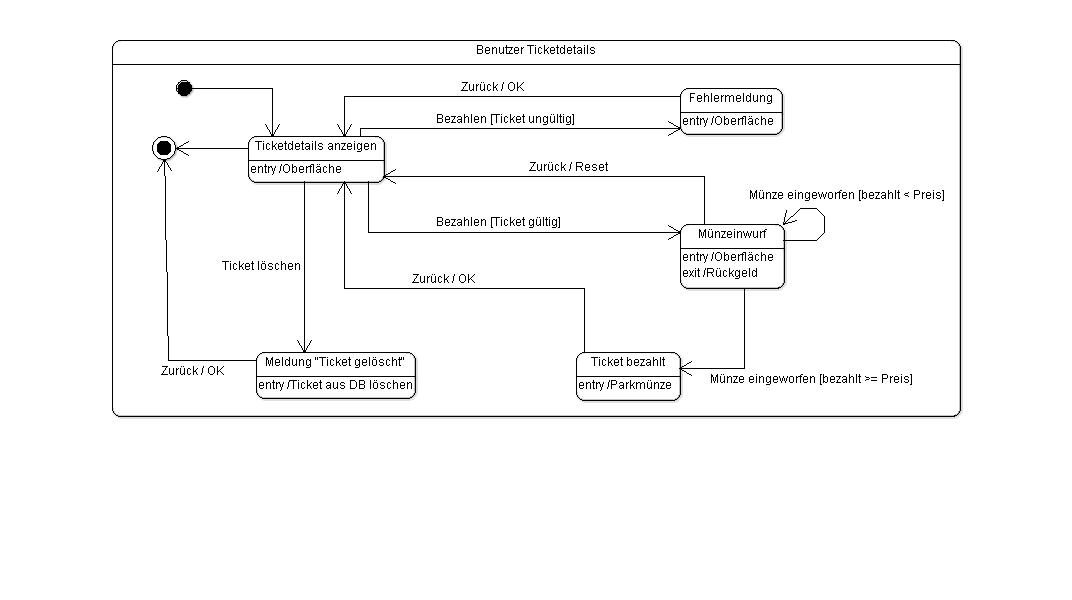 Benutzer Ticketdetails
Zurück / OK
Fehlermeldung
entry /Oberfläche
Bezahlen [Ticket ungültig]
Ticketdetails anzeigen
entry /Oberfläche
Zurück / Reset
Münze eingeworfen [bezahlt < Preis]
Bezahlen [Ticket gültig]
Münzeinwurf
entry /Oberfläche
exit /Rückgeld
Ticket löschen
Zurück / OK
Meldung "Ticket gelöscht"
entry /Ticket aus DB löschen
Zurück / OK
Ticket bezahlt
entry /Parkmünze
Münze eingeworfen [bezahlt >= Preis]